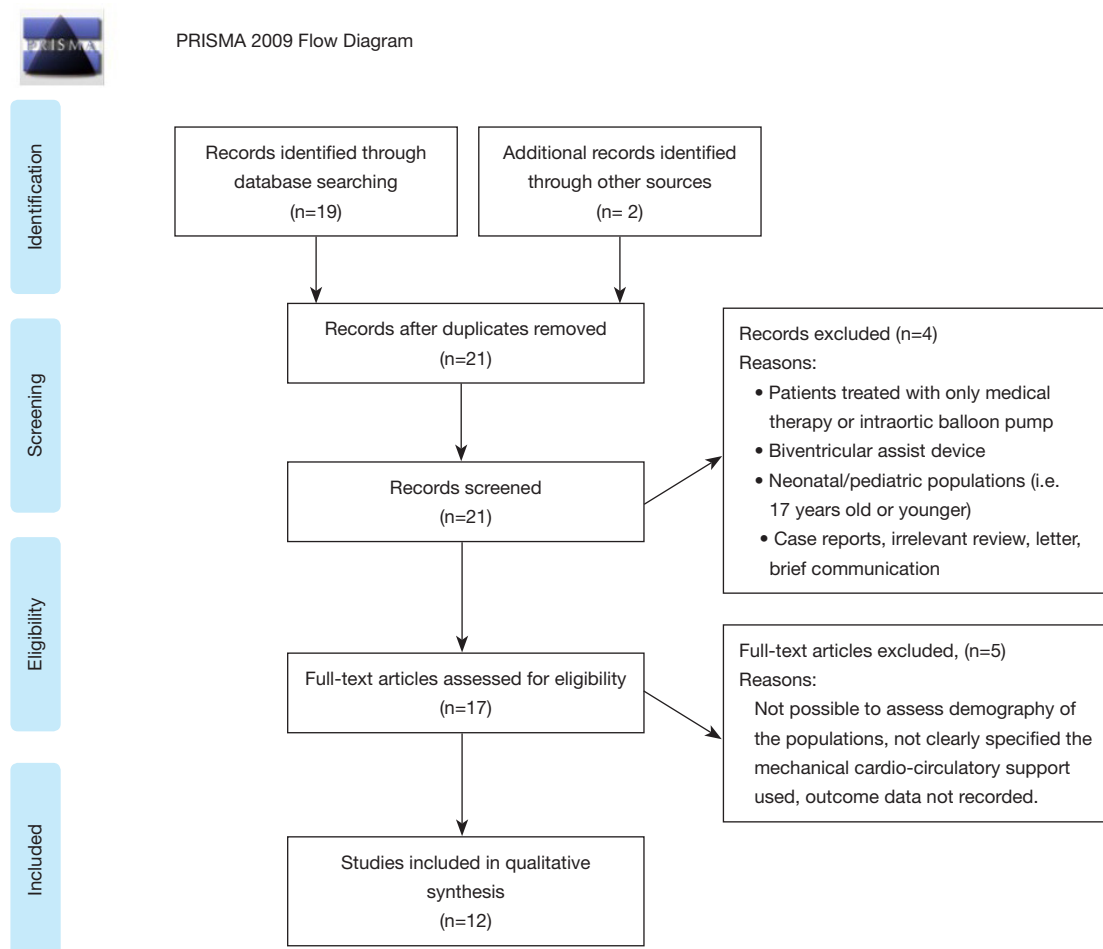 PRISMA
PRISMA 2009 Flow Diagram
Identification
Records identified through
database searching
(n=19)
Additional records identified
through other sources
(n= 2)
Records after duplicates removed
(n=21)
Screening
Records screened
(n=21)
Records excluded (n=4)
Reasons:
• Patients treated with only medical
therapy or intraortic balloon pump
• Biventricular assist device
• Neonatal/pediatric populations (i.e.
17 years old or younger)
• Case reports, irrelevant review, letter,
brief communication
Eligibility
Full-text articles assessed for eligibility
(n=17)
Full-text articles excluded, (n=5)
Reasons:
Not possible to assess demography of
the populations, not clearly specified the
mechanical cardio-circulatory support
used, outcome data not recorded.
Included
Studies included in qualitative
synthesis
(n=12)